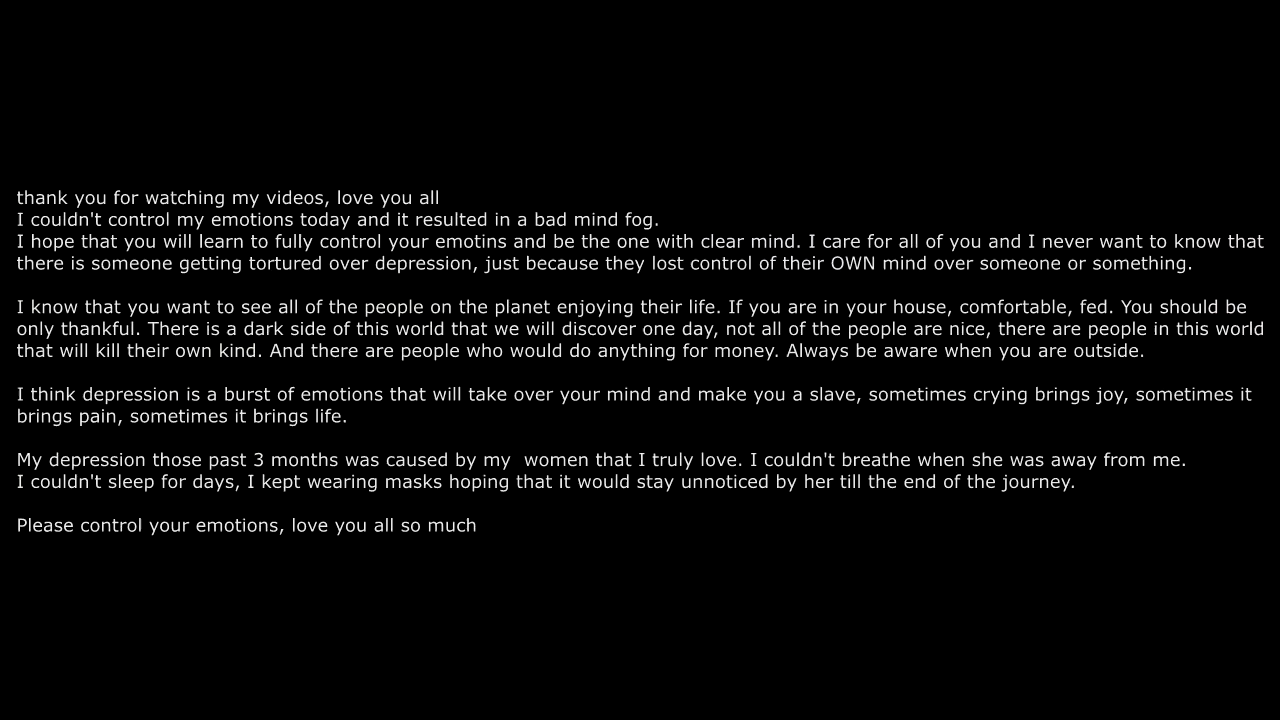 thank you for watching my videos, love you all
I couldn't control my emotions today and it resulted in a bad mind fog.
I hope that you will learn to fully control your emotins and be the one with clear mind. I care for all of you and I never want to know that
there is someone getting tortured over depression, just because they lost control of their OWN mind over someone or something.

I know that you want to see all of the people on the planet enjoying their life. If you are in your house, comfortable, fed. You should be
only thankful. There is a dark side of this world that we will discover one day, not all of the people are nice, there are people in this world
that will kill their own kind. And there are people who would do anything for money. Always be aware when you are outside.

I think depression is a burst of emotions that will take over your mind and make you a slave, sometimes crying brings joy, sometimes it
brings pain, sometimes it brings life.

My depression those past 3 months was caused by my  women that I truly love. I couldn't breathe when she was away from me.
I couldn't sleep for days, I kept wearing masks hoping that it would stay unnoticed by her till the end of the journey.

Please control your emotions, love you all so much